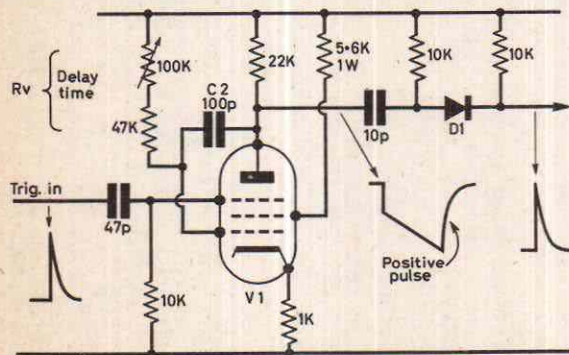 Rv
Delay
time
100K
47K
C2
100p
22K
5•6K
1W
10K
10K
10p
D1
Trig. in
47p
10K
V1
1K
Positive
pulse